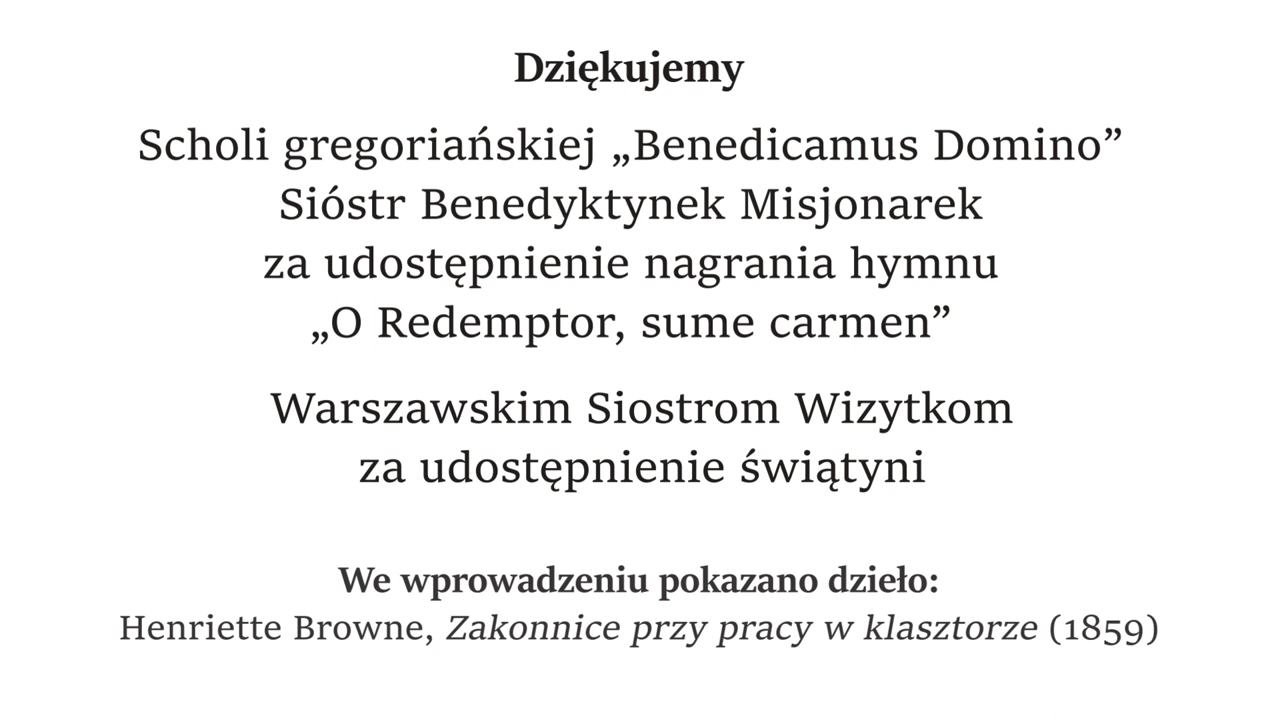 Dziękujemy
Scholi gregoriańskiej „Benedicamus Domino”
Sióstr Benedyktynek Misjonarek
za udostępnienie nagrania hymnu
„O Redemptor, sume carmen”
Warszawskim Siostrom Wizytkom
za udostępnienie świątyni
We wprowadzeniu pokazano dzieło:
Henriette Browne, Zakonnice przy pracy w klasztorze (1859)